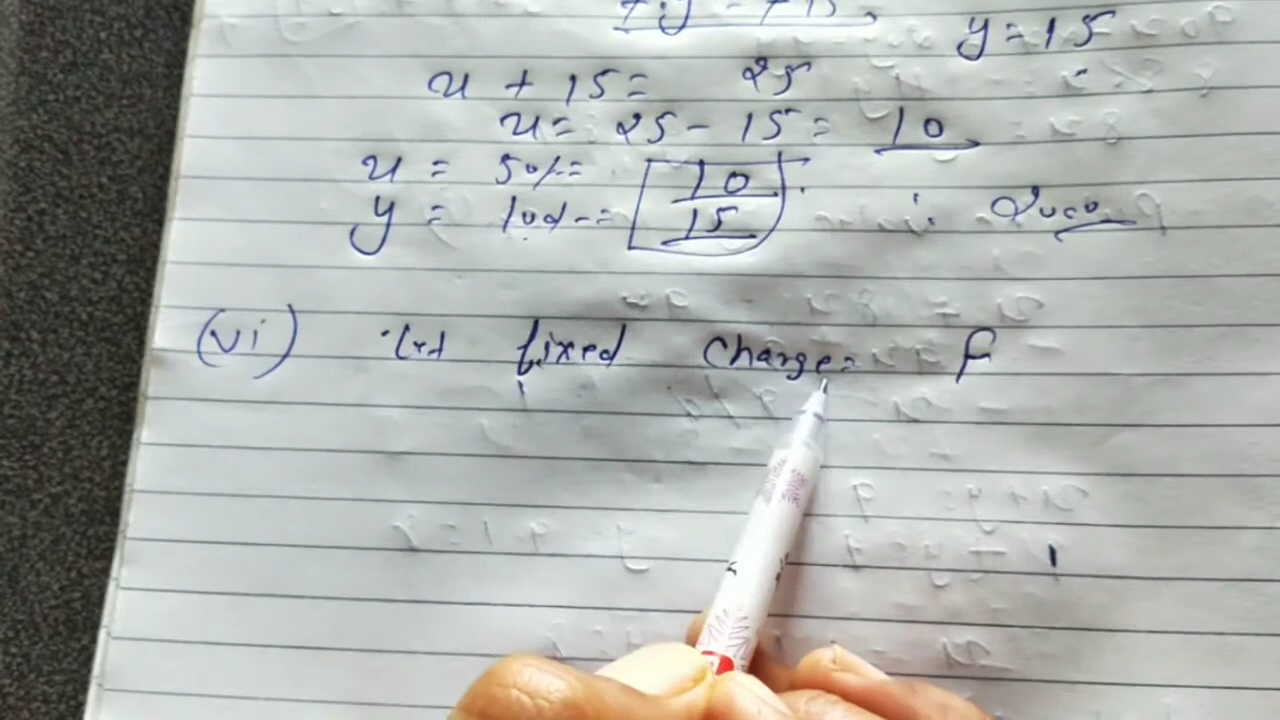 y = 15
u + 15 = 25
u = 25 - 15 = 10
u = 50/- = 10
y = 100/- = 15
(vi) Let fixed charge = F